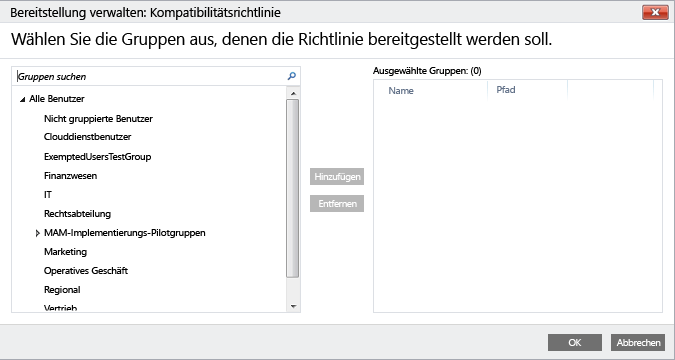 Bereitstellung verwalten: Kompatibilitätsrichtlinie
Wählen Sie die Gruppen aus, denen die Richtlinie bereitgestellt werden soll.
Gruppen suchen
Alle Benutzer
Nicht gruppierte Benutzer
Clouddienstbenutzer
ExemptedUsersTestGroup
Finanzwesen
IT
Rechtsabteilung
MAM-Implementierungs-Pilotgruppen
Marketing
Operatives Geschäft
Regional
Vertrieb
Hinzufügen
Entfernen
Ausgewählte Gruppen: (0)
Name Pfad
OK Abbrechen